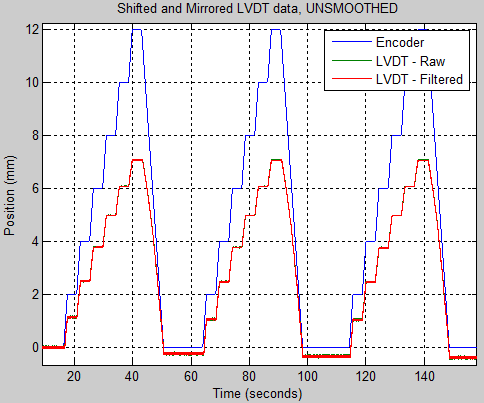 Shifted and Mirrored LVDT data, UNSMOOTHED
Encoder
LVDT - Raw
LVDT - Filtered
Position (mm)
12
10
8
6
4
2
0
20 40 60 80 100 120 140
Time (seconds)